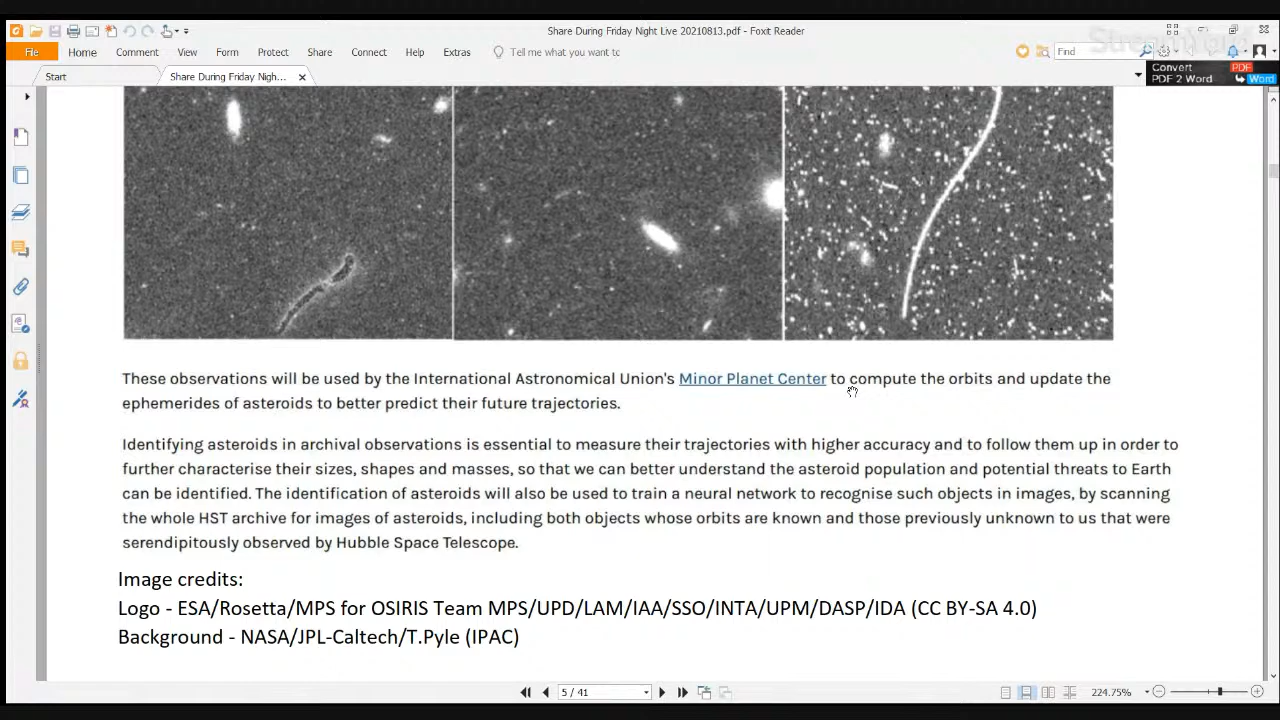 Share During Friday Night Live 20210813.pdf - Foxit Reader
File Home Comment View Form Protect Share Connect Help Extras Tell me what you want to Find
Start Share During Friday Nigh...
Convert PDF
PDF 2 Word Word
These observations will be used by the International Astronomical Union's Minor Planet Center to compute the orbits and update the
ephemerides of asteroids to better predict their future trajectories.
Identifying asteroids in archival observations is essential to measure their trajectories with higher accuracy and to follow them up in order to
further characterise their sizes, shapes and masses, so that we can better understand the asteroid population and potential threats to Earth
can be identified. The identification of asteroids will also be used to train a neural network to recognise such objects in images, by scanning
the whole HST archive for images of asteroids, including both objects whose orbits are known and those previously unknown to us that were
serendipitously observed by Hubble Space Telescope.
Image credits:
Logo - ESA/Rosetta/MPS for OSIRIS Team MPS/UPD/LAM/IAA/SSO/INTA/UPM/DASP/IDA (CC BY-SA 4.0)
Background - NASA/JPL-Caltech/T.Pyle (IPAC)
5 / 41 224.75%